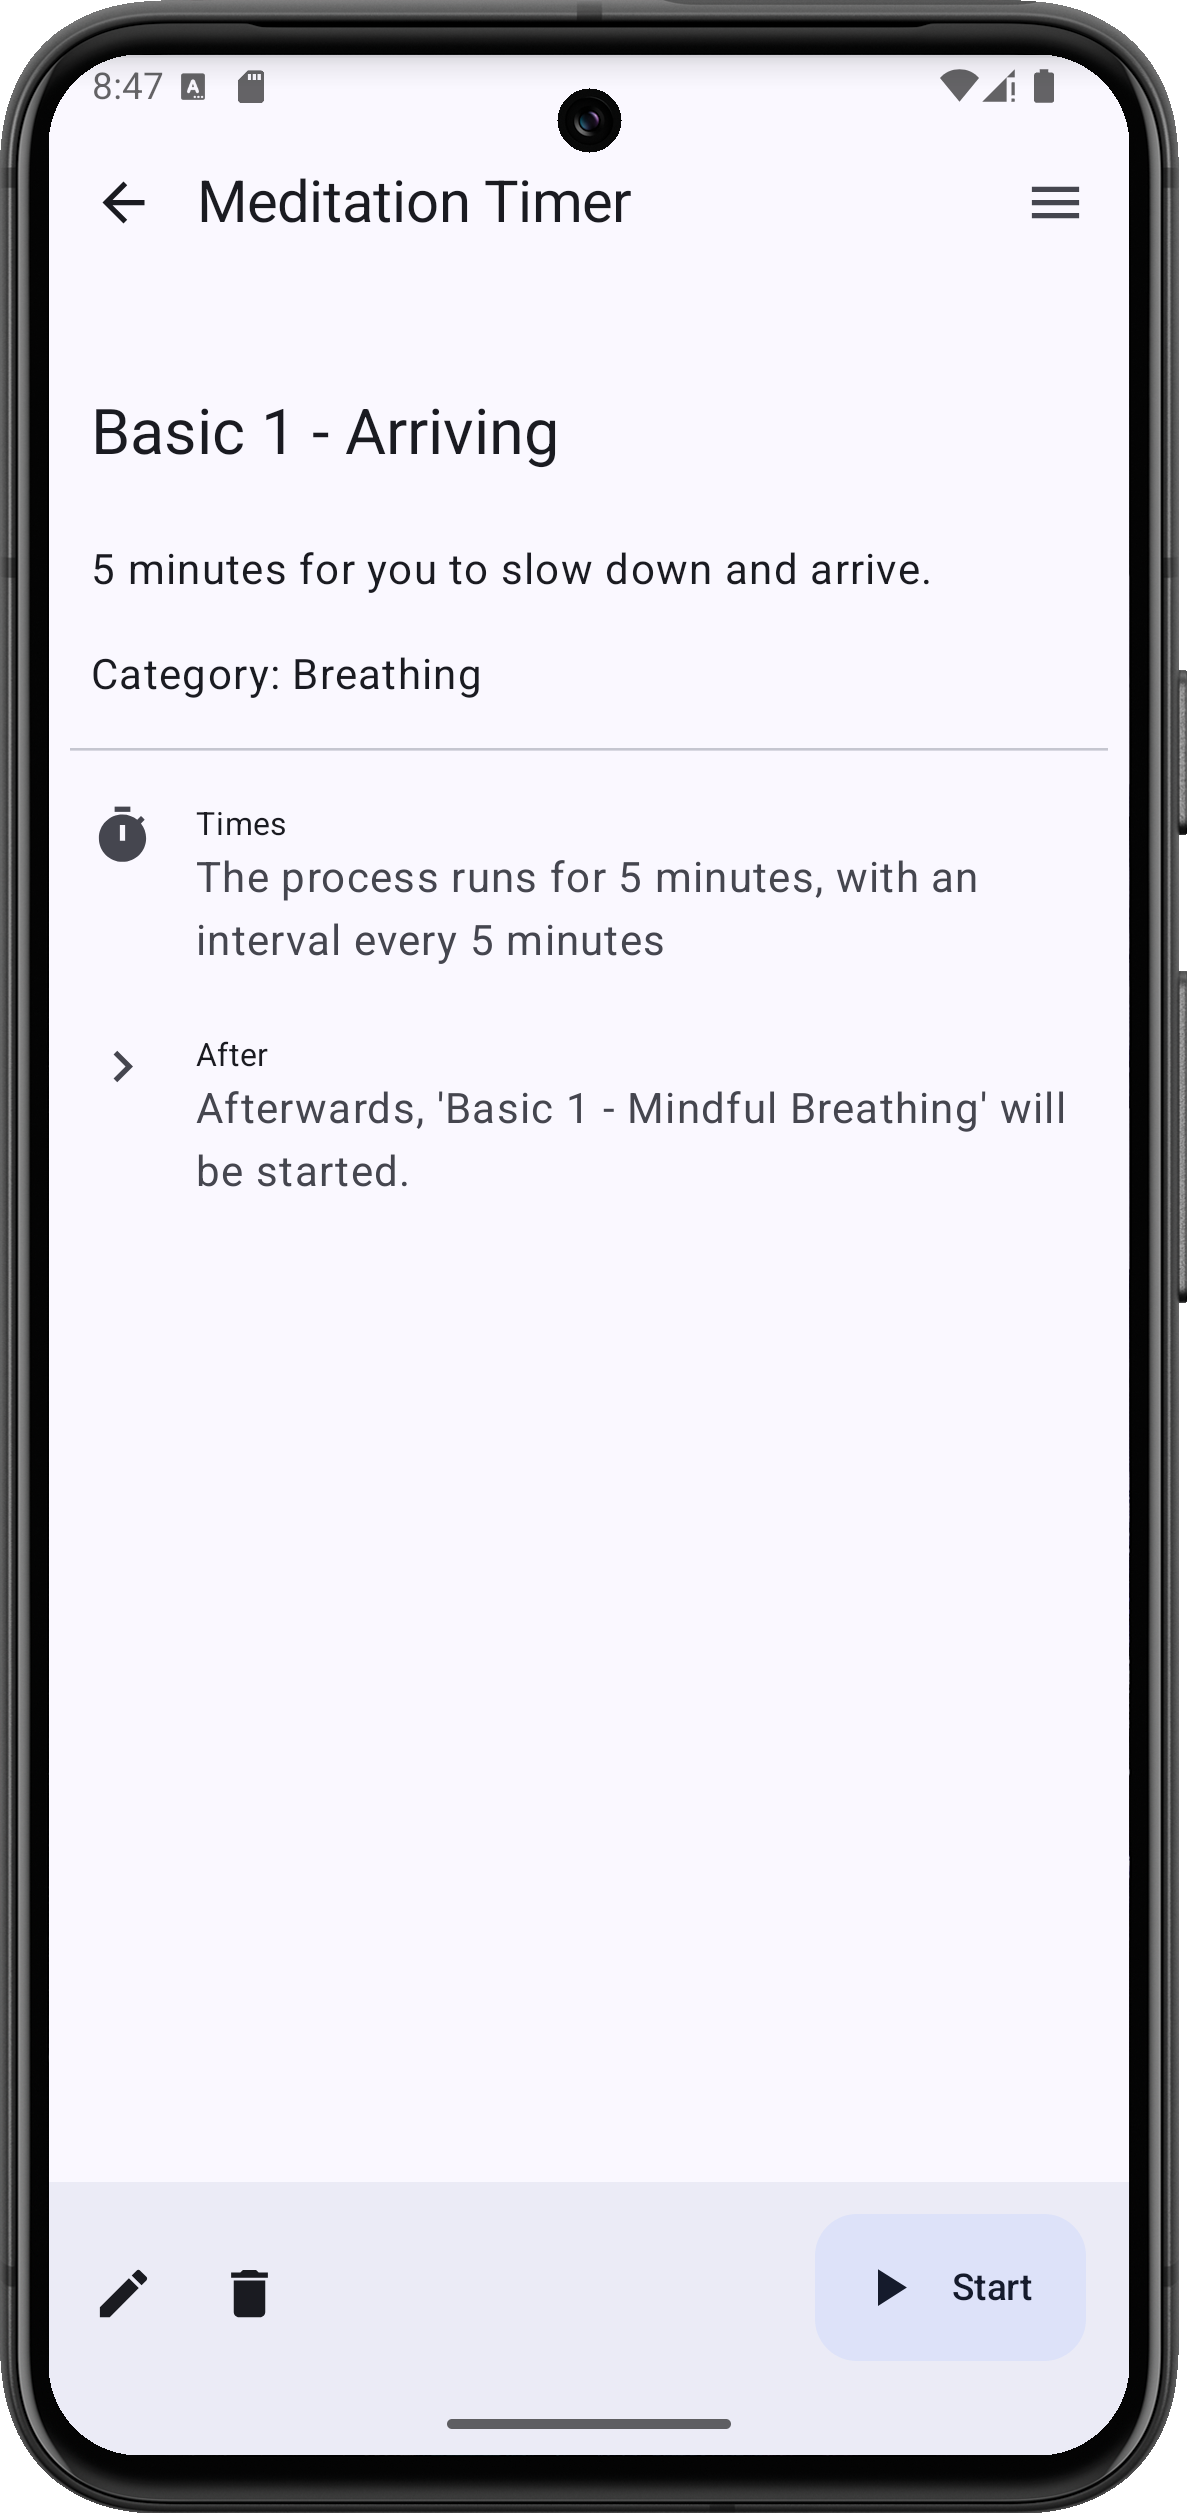 8:47
Meditation Timer
Basic 1 - Arriving
5 minutes for you to slow down and arrive.
Category: Breathing
Times
The process runs for 5 minutes, with an
interval every 5 minutes
After
Afterwards, 'Basic 1 - Mindful Breathing' will
be started.
Start